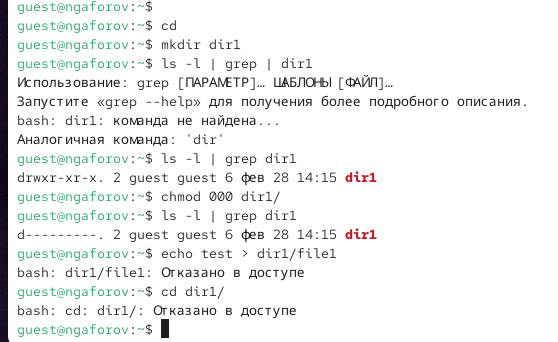 guest@ngaforov:~$
guest@ngaforov:~$ cd
guest@ngaforov:~$ mkdir dir1
guest@ngaforov:~$ ls -l | grep | dir1
Использование: grep [ПАРАМЕТР]… ШАБЛОНЫ [ФАЙЛ]…
Запустите «grep --help» для получения более подробного описания.
bash: dir1: команда не найдена...
Аналогичная команда: 'dir'
guest@ngaforov:~$ ls -l | grep dir1
drwxr-xr-x. 2 guest guest 6 фев 28 14:15 dir1
guest@ngaforov:~$ chmod 000 dir1/
guest@ngaforov:~$ ls -l | grep dir1
d---------. 2 guest guest 6 фев 28 14:15 dir1
guest@ngaforov:~$ echo test > dir1/file1
bash: dir1/file1: Отказано в доступе
guest@ngaforov:~$ cd dir1/
bash: cd: dir1/: Отказано в доступе
guest@ngaforov:~$